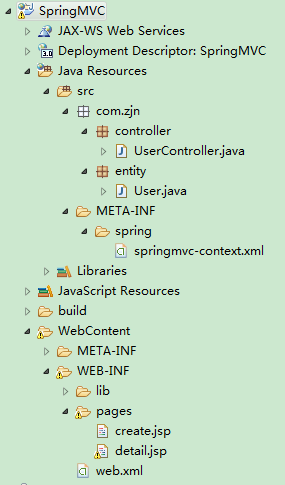 SpringMVC
JAX-WS Web Services
Deployment Descriptor: SpringMVC
Java Resources
src
com.zjn
controller
UserController.java
entity
User.java
META-INF
spring
springmvc-context.xml
Libraries
JavaScript Resources
build
WebContent
META-INF
WEB-INF
lib
pages
create.jsp
detail.jsp
web.xml